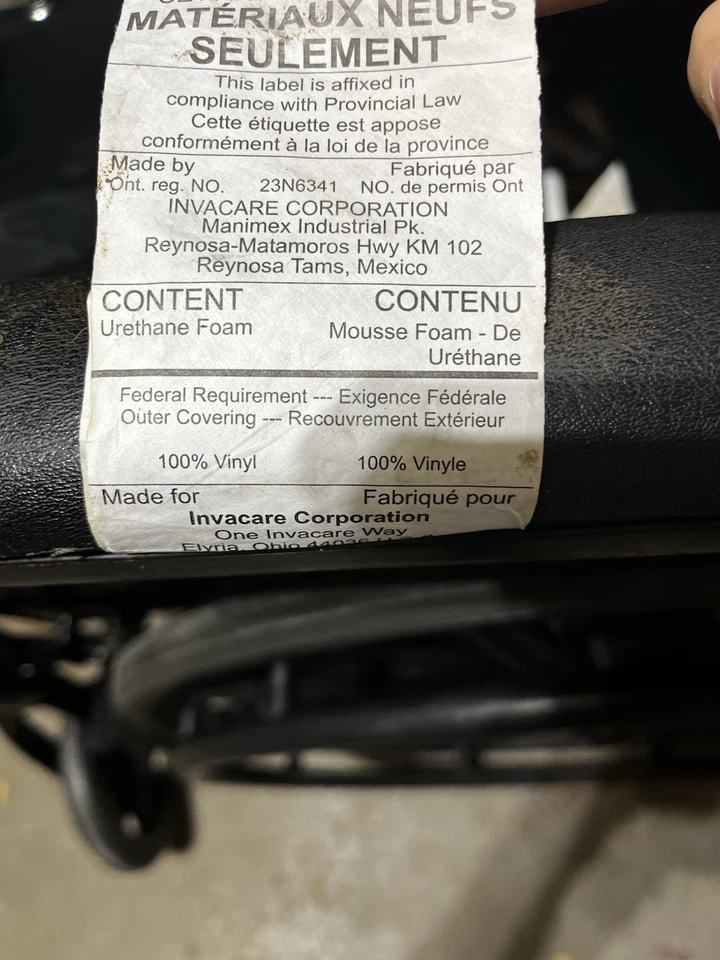 MATÉRIAUX NEUFS
SEULEMENT
This label is affixed in
compliance with Provincial Law
Cette étiquette est appose
conformément à la loi de la province
Made by Fabriqué par
Ont. reg. NO. 23N6341 NO. de permis Ont
INVACARE CORPORATION
Manimex Industrial Pk.
Reynosa-Matamoros Hwy KM 102
Reynosa Tams, Mexico
CONTENT CONTENU
Urethane Foam Mousse Foam - De
Uréthane
Federal Requirement --- Exigence Fédérale
Outer Covering --- Recouvrement Extérieur
100% Vinyl 100% Vinyle
Made for Fabriqué pour
Invacare Corporation
One Invacare Way
Elyria, Ohio 44036